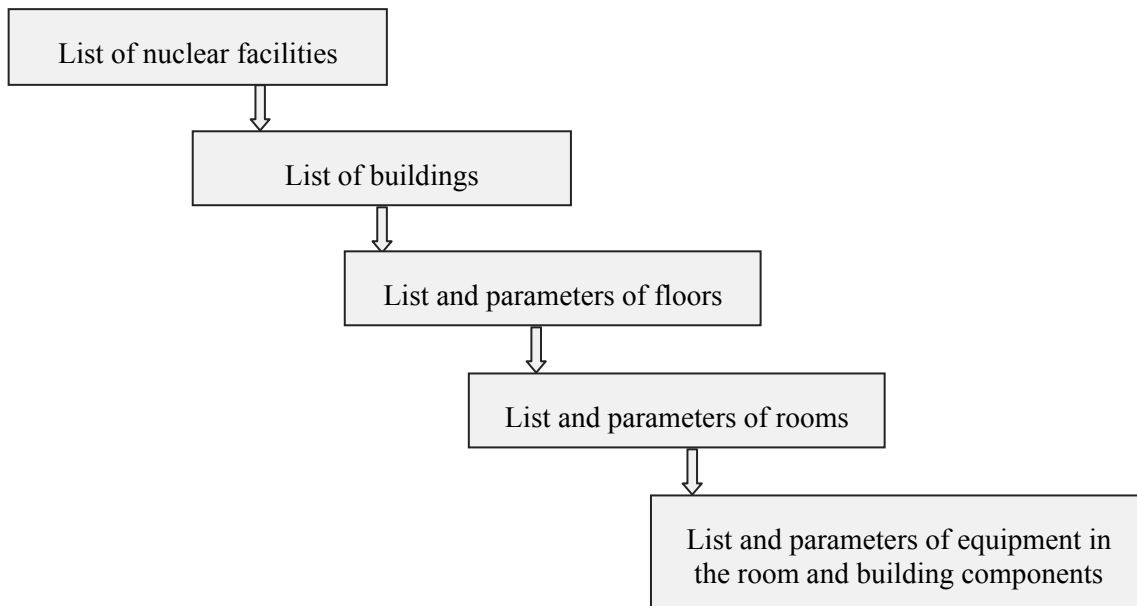 List of nuclear facilities
List of buildings
List and parameters of floors
List and parameters of rooms
List and parameters of equipment in
the room and building components